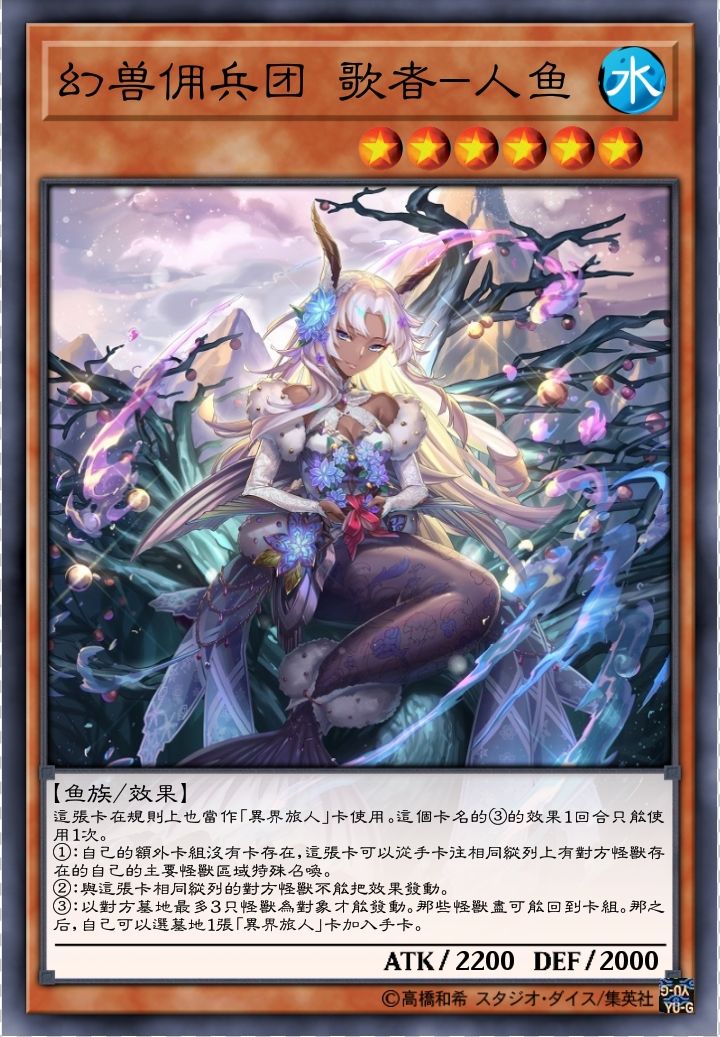 幻兽佣兵团 歌者-人鱼
水
【鱼族/效果】
這張卡在規則上也當作「異界旅人」卡使用。這個卡名的③的效果1回合只能使
用1次。
①:自己的額外卡組沒有卡存在,這張卡可以從手卡往相同縱列上有對方怪獸存
在的自己的主要怪獸區域特殊召喚。
②:與這張卡相同縱列的對方怪獸不能把效果發動。
③:以對方墓地最多3只怪獸為對象才能發動。那些怪獸盡可能回到卡組。那之
后,自己可以選墓地1張「異界旅人」卡加入手卡。
ATK/2200 DEF/2000
©高橋和希 スタジオ・ダイス/集英社
YU-G